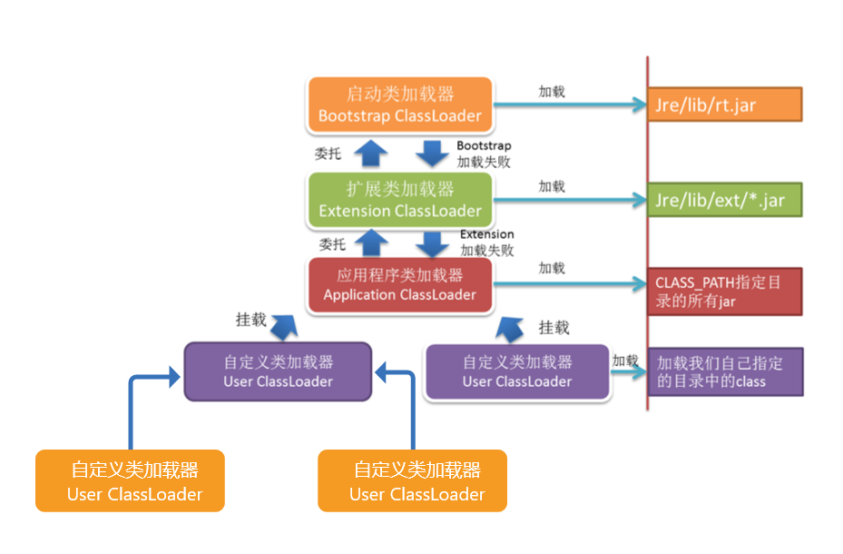 启动类加载器
Bootstrap ClassLoader
加载
Jre/lib/rt.jar
委托
Bootstrap
加载失败
扩展类加载器
Extension ClassLoader
加载
Jre/lib/ext/*.jar
委托
Extension
加载失败
应用程序类加载器
Application ClassLoader
加载
CLASS_PATH指定目
录的所有jar
挂载
挂载
自定义类加载器
User ClassLoader
自定义类加载器
User ClassLoader
加载
加载我们自己指定
的目录中的class
自定义类加载器
User ClassLoader
自定义类加载器
User ClassLoader